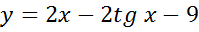 y = 2x − 2tg x − 9